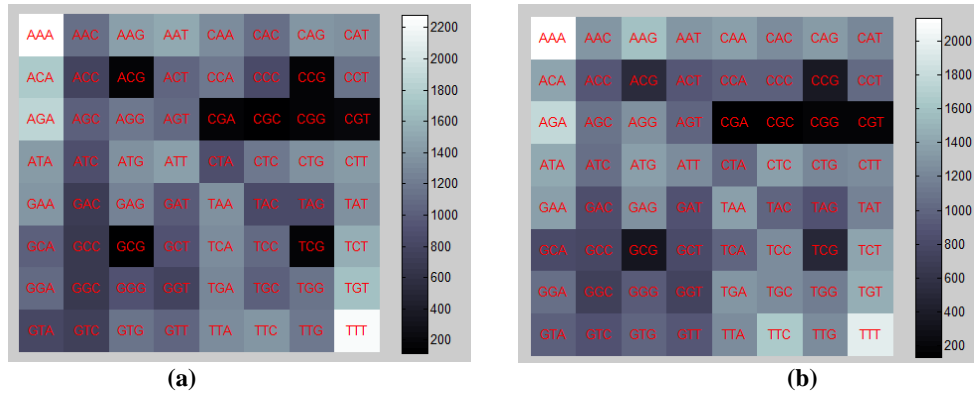 AAA AAC AAG AAT CAA CAC CAG CAT
ACA ACC ACG ACT CCA CCC CCG CCT
AGA AGC AGG AGT CGA CGC CGG CGT
ATA ATC ATG ATT CTA CTC CTG CTT
GAA GAC GAG GAT TAA TAC TAG TAT
GCA GCC GCG GCT TCA TCC TCG TCT
GGA GGC GGG GGT TGA TGC TGG TGT
GTA GTC GTG GTT TTA TTC TTG TTT
2200
2000
1800
1600
1400
1200
1000
800
600
400
200
(a)
AAA AAC AAG AAT CAA CAC CAG CAT
ACA ACC ACG ACT CCA CCC CCG CCT
AGA AGC AGG AGT CGA CGC CGG CGT
ATA ATC ATG ATT CTA CTC CTG CTT
GAA GAC GAG GAT TAA TAC TAG TAT
GCA GCC GCG GCT TCA TCC TCG TCT
GGA GGC GGG GGT TGA TGC TGG TGT
GTA GTC GTG GTT TTA TTC TTG TTT
2000
1800
1600
1400
1200
1000
800
600
400
200
(b)